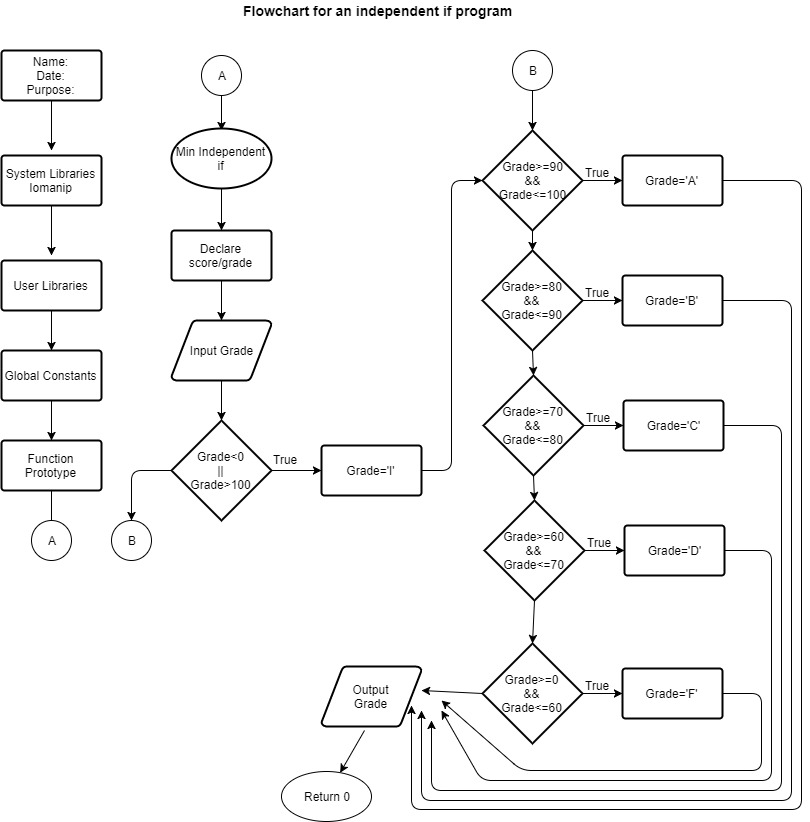 Flowchart for an independent if program
Name:
Date:
Purpose:
System Libraries
Iomanip
User Libraries
Global Constants
Function
Prototype
A
A
Min Independent
if
Declare
score/grade
Input Grade
Grade<0
||
Grade>100
True
Grade='I'
B
B
Grade>=90
&&
Grade<=100
True
Grade='A'
Grade>=80
&&
Grade<=90
True
Grade='B'
Grade>=70
&&
Grade<=80
True
Grade='C'
Grade>=60
&&
Grade<=70
True
Grade='D'
Grade>=0
&&
Grade<=60
True
Grade='F'
Output
Grade
Return 0